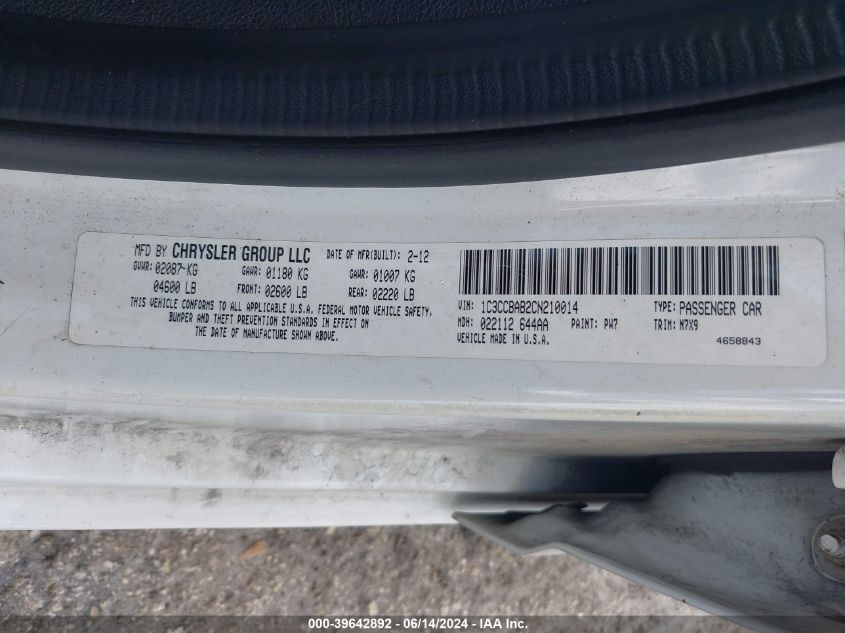 MFD BY CHRYSLER GROUP LLC DATE OF MFR(BUILT): 2-12
GVWR: 02087-KG GAWR: 01180 KG GAWR: 01007 KG
04600 LB FRONT: 02600 LB REAR: 02220 LB
THIS VEHICLE CONFORMS TO ALL APPLICABLE U.S.A. FEDERAL MOTOR VEHICLE SAFETY,
BUMPER AND THEFT PREVENTION STANDARDS IN EFFECT ON
THE DATE OF MANUFACTURE SHOWN ABOVE.
VIN: 1C3CCBAB2CN210014 TYPE: PASSENGER CAR
MDH: 022112 644AA PAINT: PW7 TRIM: N7X9
VEHICLE MADE IN U.S.A. 4658843
000-39642892 - 06/14/2024 - IAA Inc.